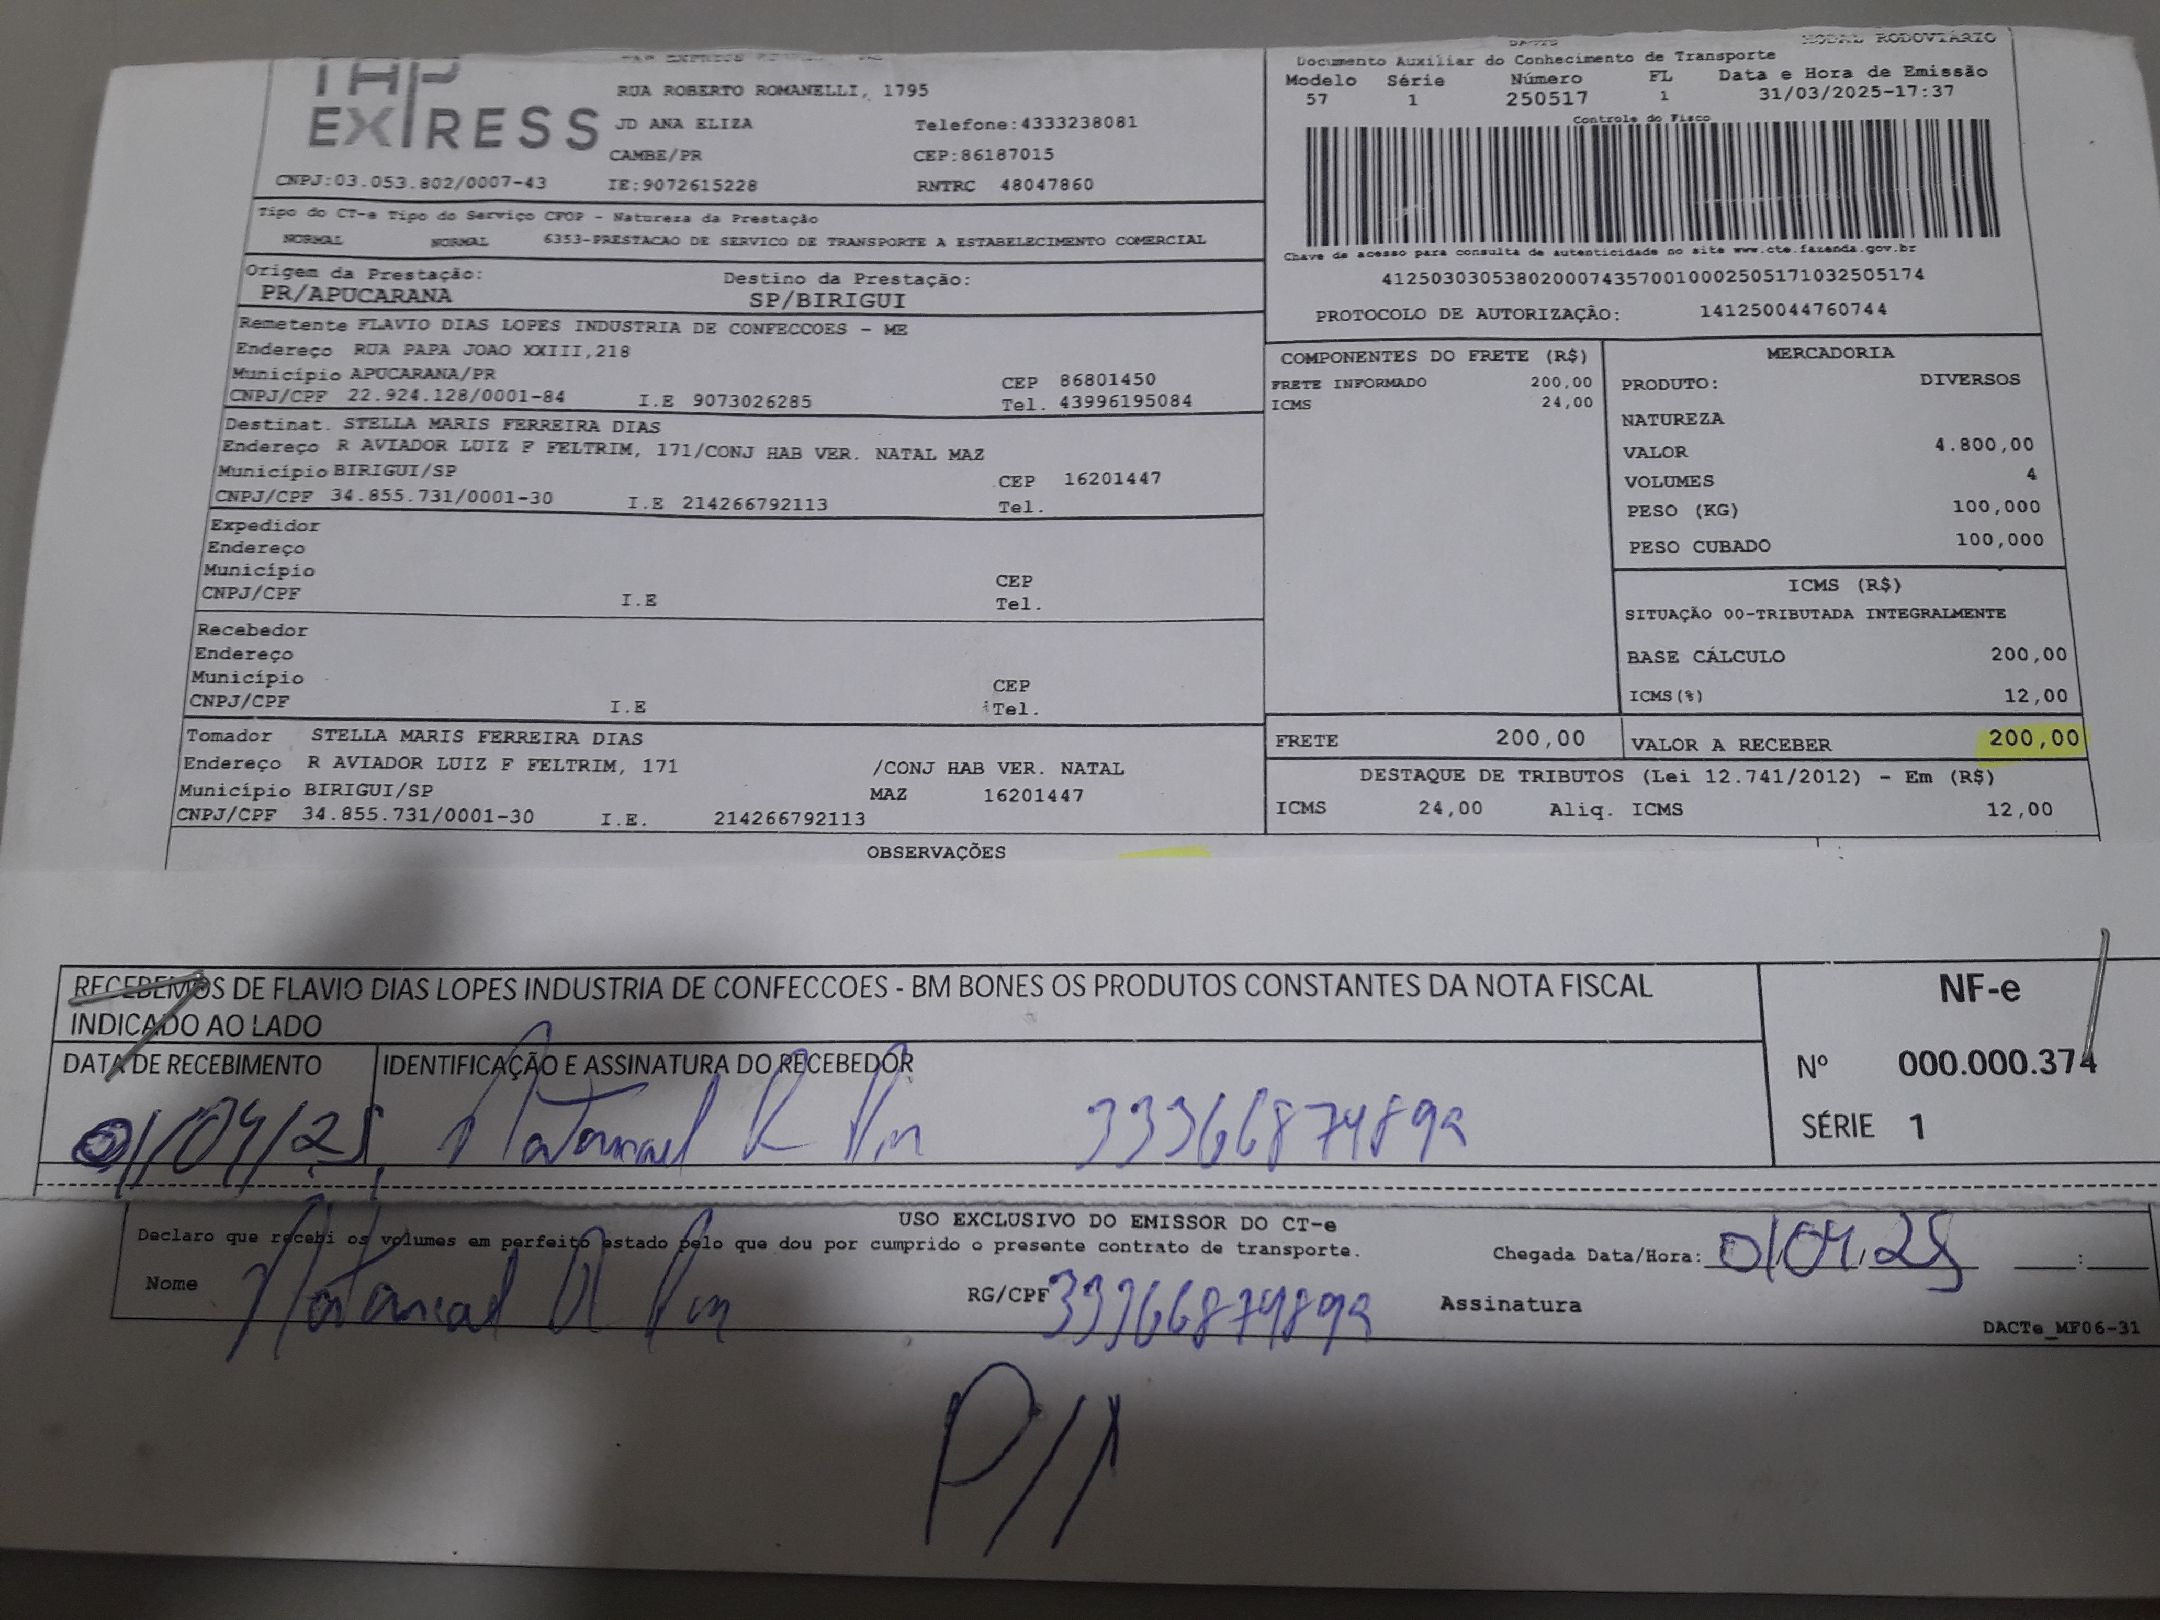 TAP EXPRESS
RUA ROBERTO ROMANELLI, 1795
JD ANA ELIZA Telefone:4333238081
CAMBE/PR CEP:86187015
CNPJ:03.053.802/0007-43 IE:9072615228 RNTRC 48047860
Tipo do CT-e Tipo do Serviço CFOP - Natureza da Prestação
NORMAL NORMAL 6353-PRESTACAO DE SERVICO DE TRANSPORTE A ESTABELECIMENTO COMERCIAL
Origem da Prestação: Destino da Prestação:
PR/APUCARANA SP/BIRIGUI
Remetente FLAVIO DIAS LOPES INDUSTRIA DE CONFECCOES - ME
Endereço RUA PAPA JOAO XXIII,218
Município APUCARANA/PR CEP 86801450
CNPJ/CPF 22.924.128/0001-84 I.E 9073026285 Tel. 43996195084
Destinat. STELLA MARIS FERREIRA DIAS
Endereço R AVIADOR LUIZ F FELTRIM, 171/CONJ HAB VER. NATAL MAZ
Município BIRIGUI/SP CEP 16201447
CNPJ/CPF 34.855.731/0001-30 I.E 214266792113 Tel.
Expedidor
Endereço
Município CEP
CNPJ/CPF I.E Tel.
Recebedor
Endereço
Município CEP
CNPJ/CPF I.E Tel.
Tomador STELLA MARIS FERREIRA DIAS
Endereço R AVIADOR LUIZ F FELTRIM, 171 /CONJ HAB VER. NATAL
Município BIRIGUI/SP MAZ 16201447
CNPJ/CPF 34.855.731/0001-30 I.E. 214266792113
MODAL RODOVIÁRIO
Documento Auxiliar do Conhecimento de Transporte
Modelo Série Número FL Data e Hora de Emissão
57 1 250517 1 31/03/2025-17:37
Controle do Fisco
Chave de acesso para consulta de autenticidade no site www.cte.fazenda.gov.br
41250303053802000743570010002505171032505174
PROTOCOLO DE AUTORIZAÇÃO: 141250044760744
COMPONENTES DO FRETE (R$)
FRETE INFORMADO 200,00
ICMS 24,00
MERCADORIA
PRODUTO: DIVERSOS
NATUREZA
VALOR 4.800,00
VOLUMES 4
PESO (KG) 100,000
PESO CUBADO 100,000
ICMS (R$)
SITUAÇÃO 00-TRIBUTADA INTEGRALMENTE
BASE CÁLCULO 200,00
ICMS(%) 12,00
FRETE 200,00 VALOR A RECEBER 200,00
DESTAQUE DE TRIBUTOS (Lei 12.741/2012) - Em (R$)
ICMS 24,00 Aliq. ICMS 12,00
OBSERVAÇÕES
RECEBEMOS DE FLAVIO DIAS LOPES INDUSTRIA DE CONFECCOES - BM BONES OS PRODUTOS CONSTANTES DA NOTA FISCAL
INDICADO AO LADO
DATA DE RECEBIMENTO IDENTIFICAÇÃO E ASSINATURA DO RECEBEDOR
01/04/25 33366874898
NF-e
Nº 000.000.374
SÉRIE 1
USO EXCLUSIVO DO EMISSOR DO CT-e
Declaro que recebi os volumes em perfeito estado pelo que dou por cumprido o presente contrato de transporte. Chegada Data/Hora: 01 04 25 :
Nome RG/CPF 33366874898 Assinatura
DACTe_MF06-31
PIX